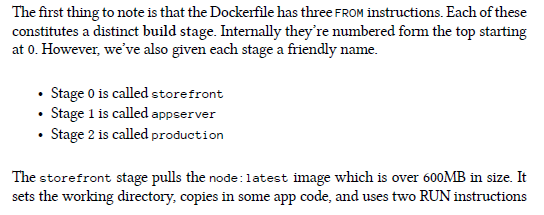 The first thing to note is that the Dockerfile has three FROM instructions. Each of these
constitutes a distinct build stage. Internally they're numbered form the top starting
at 0. However, we've also given each stage a friendly name.
• Stage 0 is called storefront
• Stage 1 is called appserver
• Stage 2 is called production
The storefront stage pulls the node:latest image which is over 600MB in size. It
sets the working directory, copies in some app code, and uses two RUN instructions